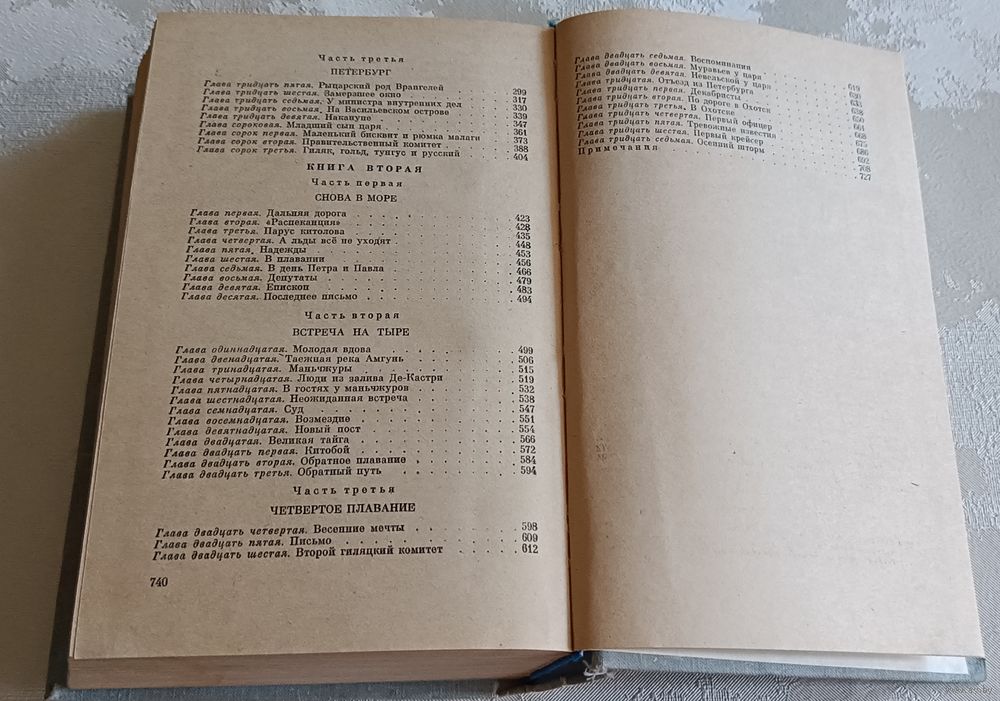 Часть третья
ПЕТЕРБУРГ
Глава тридцать пятая. Рыцарский род Врангелей . 299
Глава тридцать шестая. Замерзшее окно . . . . 317
Глава тридцать седьмая. У министра внутренних дел . . 330
Глава тридцать восьмая. На Васильевском острове . . 339
Глава тридцать девятая. Накануне . . . . 347
Глава сороковая. Младший сын царя . . . . 361
Глава сорок первая. Маленький бисквит и рюмка малаги 373
Глава сорок вторая. Правительственный комитет . . . 388
Глава сорок третья. Гиляк, гольд, тунгус и русский . . 404
КНИГА ВТОРАЯ
Часть первая
СНОВА В МОРЕ
Глава первая. Дальняя дорога . . . . 423
Глава вторая. «Распеканция» . . . . 428
Глава третья. Парус китолова . . . . 435
Глава четвертая. А льды всё не уходят . . . . 448
Глава пятая. Надежды . . . . 453
Глава шестая. В плавании . . . . 456
Глава седьмая. В день Петра и Павла . . . . 466
Глава восьмая. Депутаты . . . . 479
Глава девятая. Епископ . . . . 483
Глава десятая. Последнее письмо . . . . 494
Часть вторая
ВСТРЕЧА НА ТЫРЕ
Глава одиннадцатая. Молодая вдова . . . . 499
Глава двенадцатая. Таежная река Амгунь . . . . 506
Глава тринадцатая. Маньчжуры . . . . 515
Глава четырнадцатая. Люди из залива Де-Кастри . . . . 519
Глава пятнадцатая. В гостях у маньчжуров . . . . 532
Глава шестнадцатая. Неожиданная встреча . . . . 538
Глава семнадцатая. Суд . . . . 547
Глава восемнадцатая. Возмездие . . . . 551
Глава девятнадцатая. Новый пост . . . . 554
Глава двадцатая. Великая тайга . . . . 566
Глава двадцать первая. Китобой . . . . 572
Глава двадцать вторая. Обратное плавание . . . . 584
Глава двадцать третья. Обратный путь . . . . 594
Часть третья
ЧЕТВЕРТОЕ ПЛАВАНИЕ
Глава двадцать четвертая. Весенние мечты . . . . 598
Глава двадцать пятая. Письмо . . . . 609
Глава двадцать шестая. Второй гиляцкий комитет . . . . 612
740
Глава двадцать седьмая. Воспоминания . . . . 619
Глава двадцать восьмая. Муравьев у царя . . . .
Глава двадцать девятая. Невельской у царя . . . . 633
Глава тридцатая. Отъезд из Петербурга . . . . 638
Глава тридцать первая. Декабристы . . . . 650
Глава тридцать вторая. По дороге в Охотск . . . . 661
Глава тридцать третья. В Охотске . . . . 668
Глава тридцать четвертая. Первый офицер . . . . 675
Глава тридцать пятая. Тревожные известия . . . . 686
Глава тридцать шестая. Первый крейсер . . . . 692
Глава тридцать седьмая. Осенний шторм . . . . 708
Примечания . . . . 727